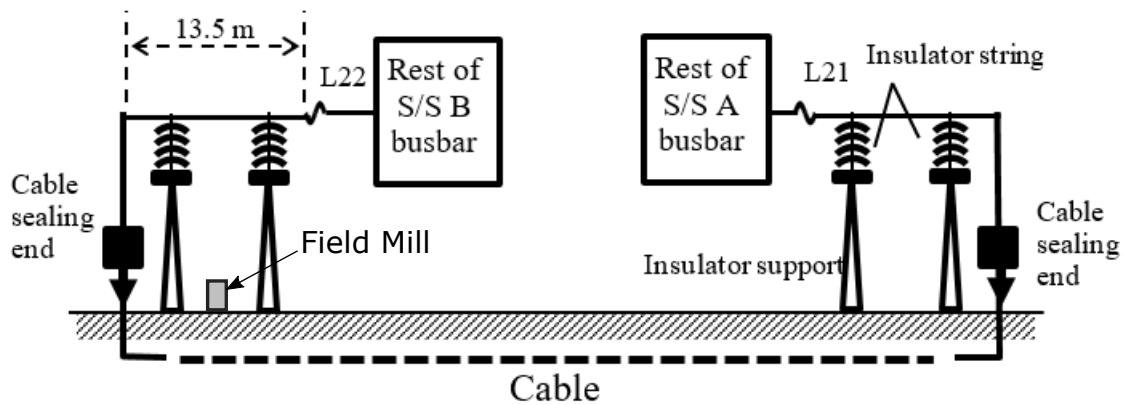 13.5 m
L22
Rest of
S/S B
busbar
Rest of
S/S A
busbar
L21
Insulator string
Cable
sealing
end
Field Mill
Insulator support
Cable
sealing
end
Cable